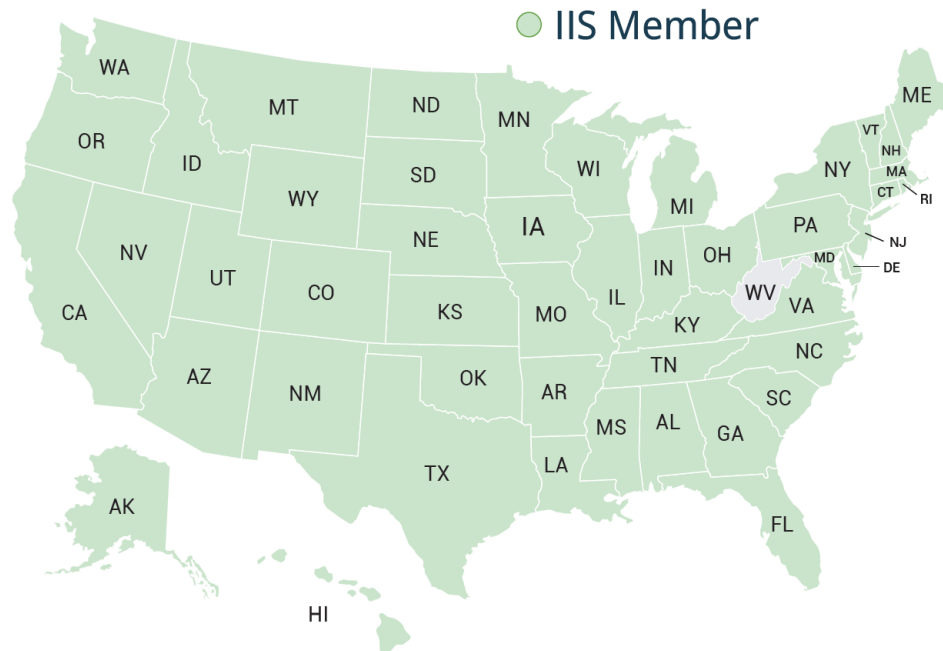 IIS Member
WA
MT
ND
MN
ME
OR
ID
SD
WI
VT
NH
NY
MA
WY
MI
CT
RI
NV
NE
IA
PA
NJ
UT
CO
IN
OH
MD
DE
CA
KS
MO
IL
WV
VA
KY
AZ
NM
OK
AR
TN
NC
SC
MS
AL
GA
TX
LA
AK
FL
HI